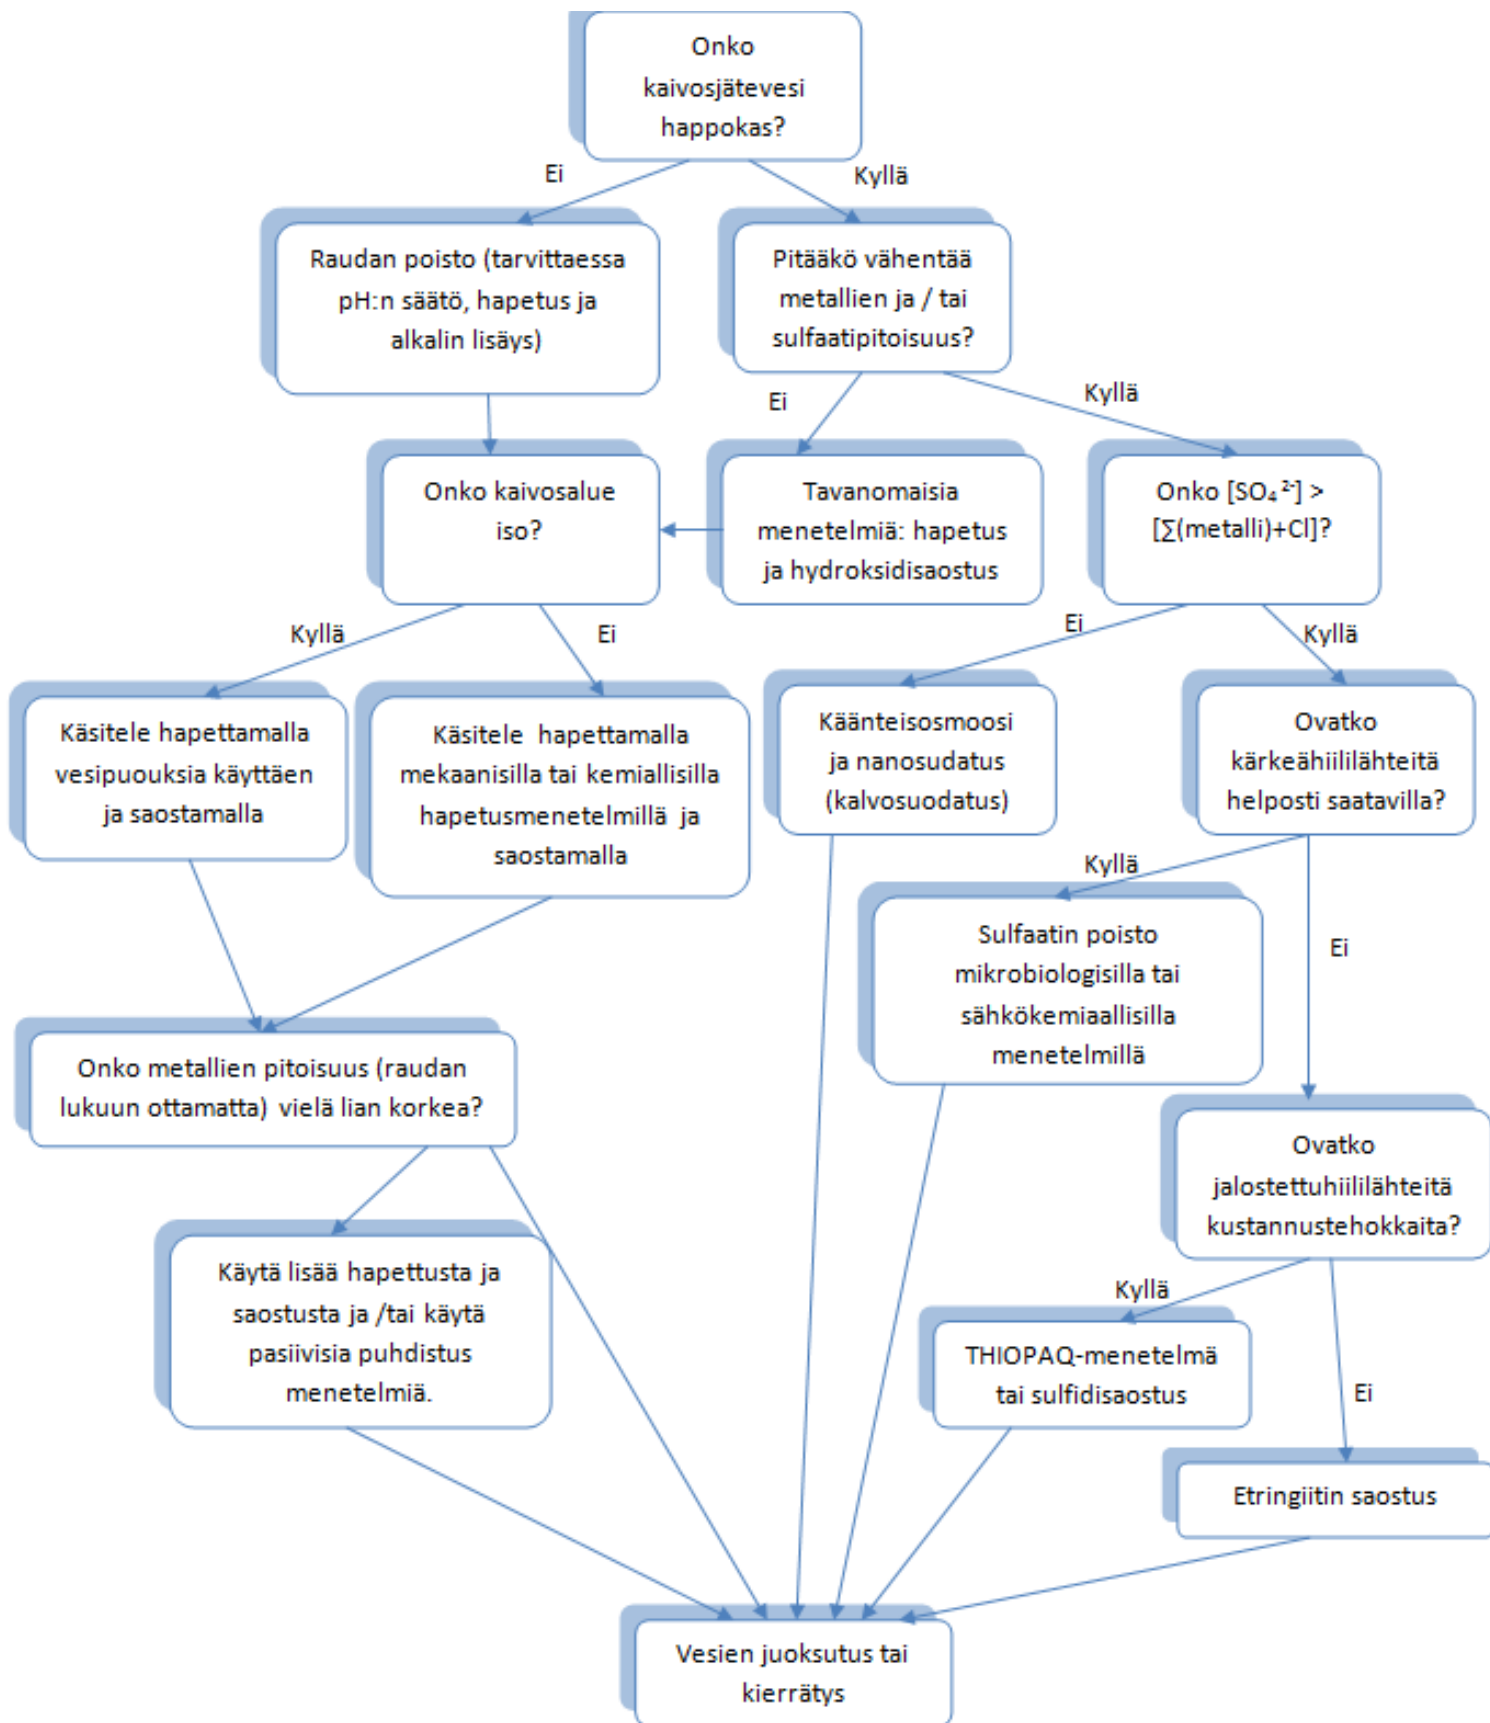 Onko
kaivosjätevesi
happokas?
Ei
Kyllä
Raudan poisto (tarvittaessa
pH:n säätö, hapetus ja
alkalin lisäys)
Pitääkö vähentää
metallien ja / tai
sulfaatipitoisuus?
Ei
Kyllä
Onko kaivosalue
iso?
Tavanomaisia
menetelmiä: hapetus
ja hydroksidisaostus
Onko [SO₄²⁻] >
[∑(metalli)+Cl]?
Kyllä
Ei
Ei
Kyllä
Käsitele hapettamalla
vesipuouksia käyttäen
ja saostamalla
Käsitele hapettamalla
mekaanisilla tai kemiallisilla
hapetusmenetelmillä ja
saostamalla
Käänteisosmoosi
ja nanosudatus
(kalvosuodatus)
Ovatko
kärkeähiililähteitä
helposti saatavilla?
Kyllä
Ei
Sulfaatin poisto
mikrobiologisilla tai
sähkökemiaallisilla
menetelmillä
Onko metallien pitoisuus (raudan
lukuun ottamatta) vielä lian korkea?
Ovatko
jalostettuhiililähteitä
kustannustehokkaita?
Käytä lisää hapettusta ja
saostusta ja /tai käytä
pasiivisia puhdistus
menetelmiä.
Kyllä
Ei
THIOPAQ-menetelmä
tai sulfidisaostus
Etringiitin saostus
Vesien juoksutus tai
kierrätys